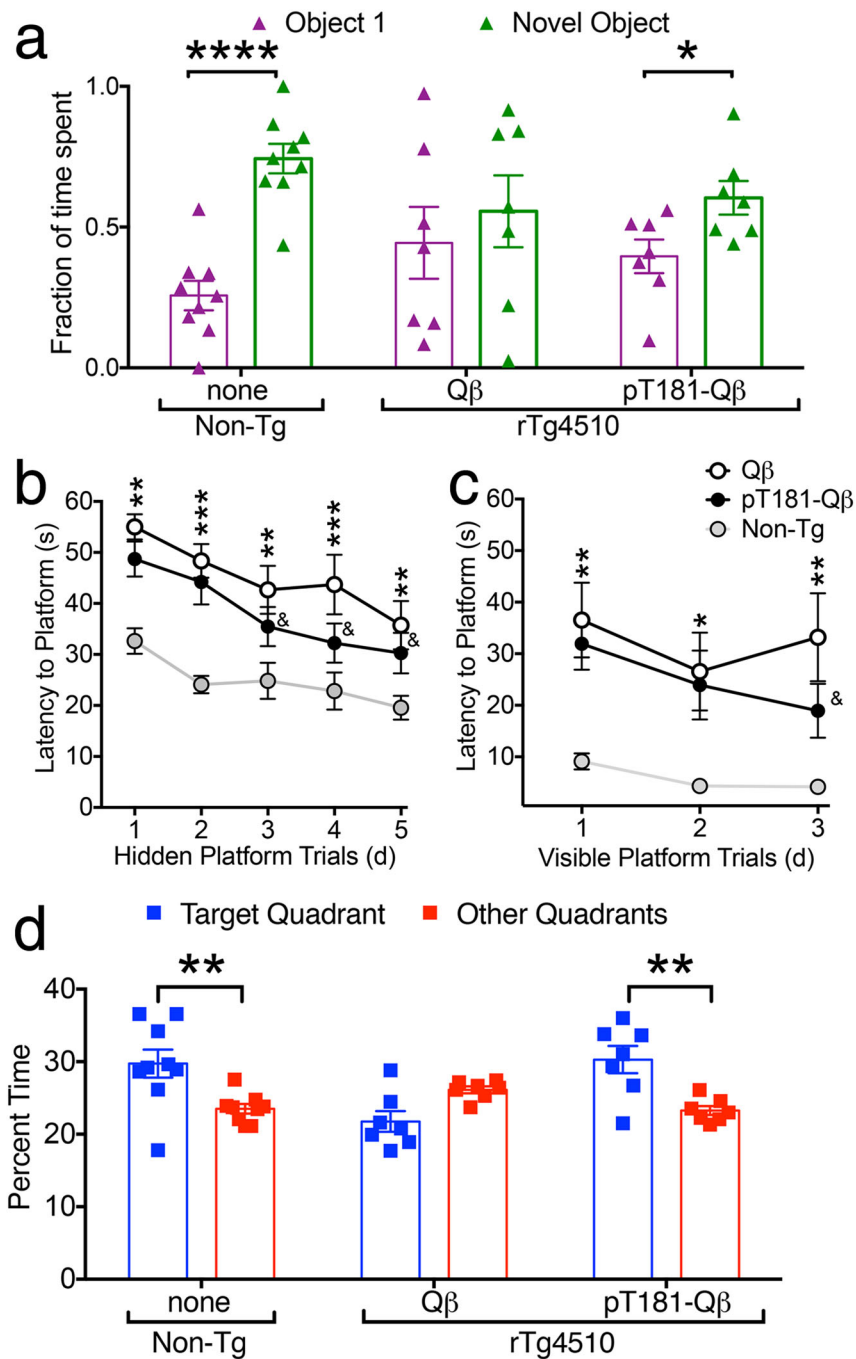 a
Object 1
Novel Object
****
*
Fraction of time spent
1.0
0.5
0.0
none
Qβ
pT181-Qβ
Non-Tg
rTg4510
b
Latency to Platform (s)
60
50
40
30
20
10
0
**
***
**
***
**
&
&
&
1 2 3 4 5
Hidden Platform Trials (d)
c
Qβ
pT181-Qβ
Non-Tg
Latency to Platform (s)
60
50
40
30
20
10
**
*
**
&
1 2 3
Visible Platform Trials (d)
d
Target Quadrant
Other Quadrants
**
**
Percent Time
40
30
20
10
0
none
Qβ
pT181-Qβ
Non-Tg
rTg4510